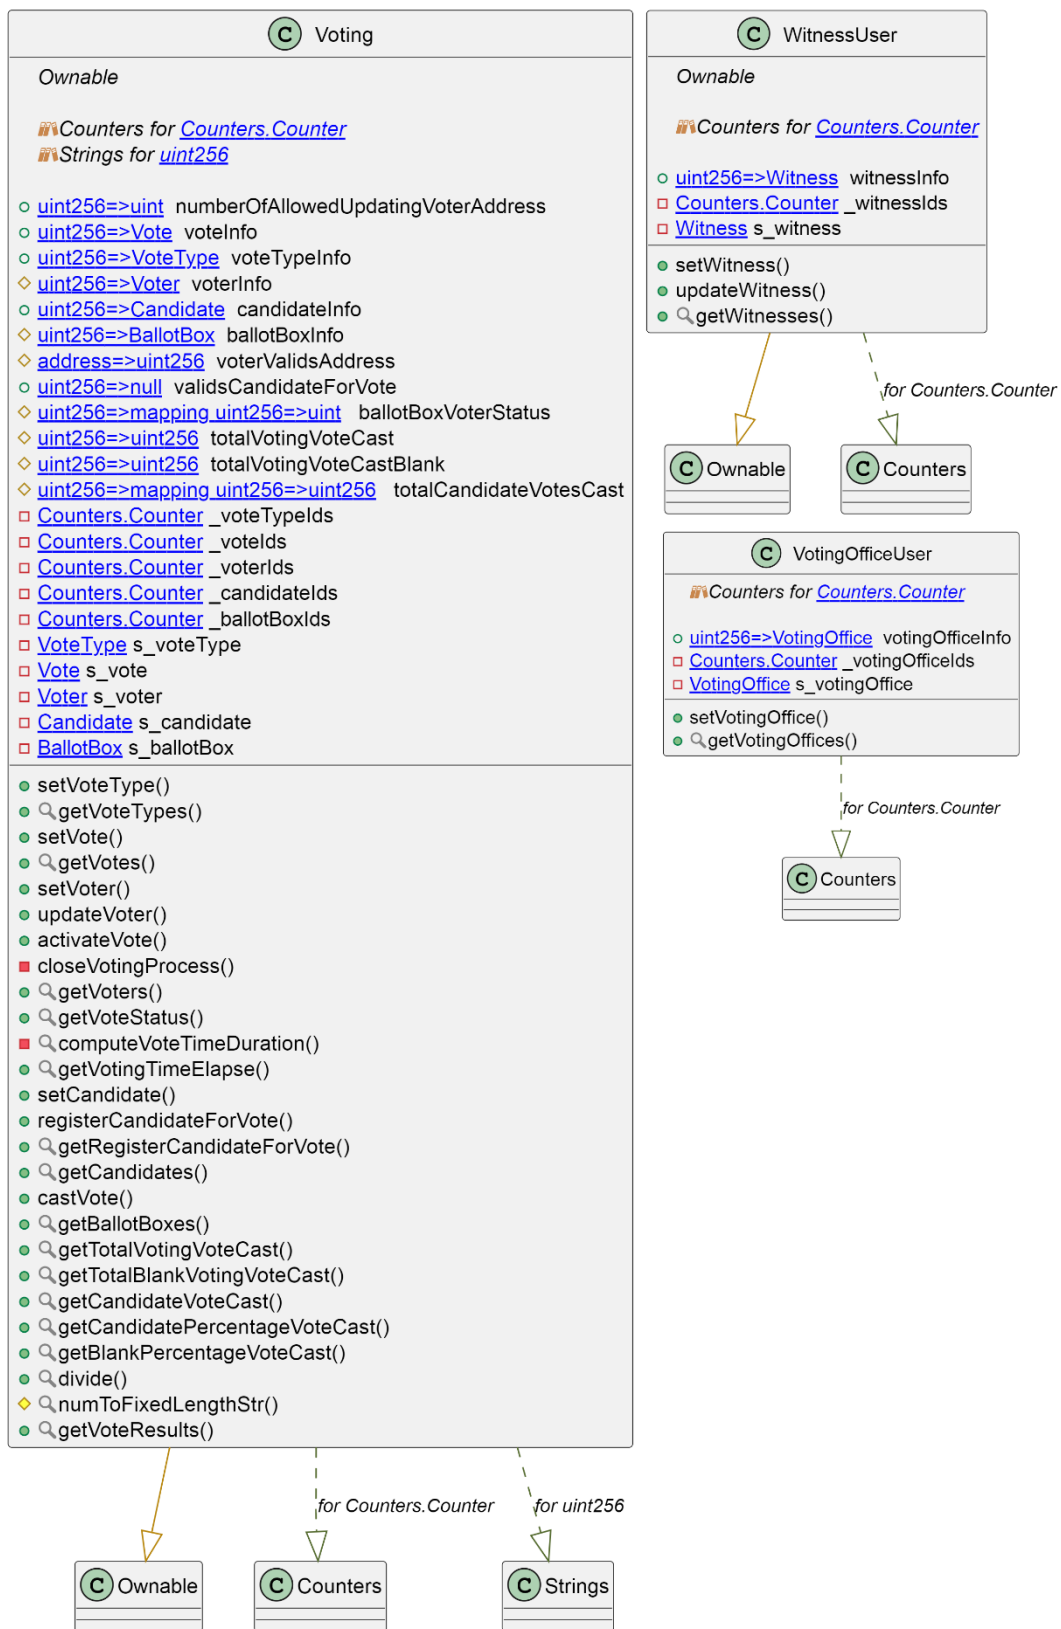 C Voting
Ownable
Counters for Counters.Counter
Strings for uint256
uint256=>uint numberOfAllowedUpdatingVoterAddress
uint256=>Vote voteInfo
uint256=>VoteType voteTypeInfo
uint256=>Voter voterInfo
uint256=>Candidate candidateInfo
uint256=>BallotBox ballotBoxInfo
address=>uint256 voterValidsAddress
uint256=>null validsCandidateForVote
uint256=>mapping uint256=>uint ballotBoxVoterStatus
uint256=>uint256 totalVotingVoteCast
uint256=>uint256 totalVotingVoteCastBlank
uint256=>mapping uint256=>uint256 totalCandidateVotesCast
Counters.Counter _voteTypeIds
Counters.Counter _voteIds
Counters.Counter _voterIds
Counters.Counter _candidateIds
Counters.Counter _ballotBoxIds
VoteType s_voteType
Vote s_vote
Voter s_voter
Candidate s_candidate
BallotBox s_ballotBox
setVoteType()
getVoteTypes()
setVote()
getVotes()
setVoter()
updateVoter()
activateVote()
closeVotingProcess()
getVoters()
getVoteStatus()
computeVoteTimeDuration()
getVotingTimeElapse()
setCandidate()
registerCandidateForVote()
getRegisterCandidateForVote()
getCandidates()
castVote()
getBallotBoxes()
getTotalVotingVoteCast()
getTotalBlankVotingVoteCast()
getCandidateVoteCast()
getCandidatePercentageVoteCast()
getBlankPercentageVoteCast()
divide()
numToFixedLengthStr()
getVoteResults()
for Counters.Counter
for uint256
C Ownable
C Counters
C Strings
C WitnessUser
Ownable
Counters for Counters.Counter
uint256=>Witness witnessInfo
Counters.Counter _witnessIds
Witness s_witness
setWitness()
updateWitness()
getWitnesses()
for Counters.Counter
C Ownable
C Counters
C VotingOfficeUser
Counters for Counters.Counter
uint256=>VotingOffice votingOfficeInfo
Counters.Counter _votingOfficeIds
VotingOffice s_votingOffice
setVotingOffice()
getVotingOffices()
for Counters.Counter
C Counters